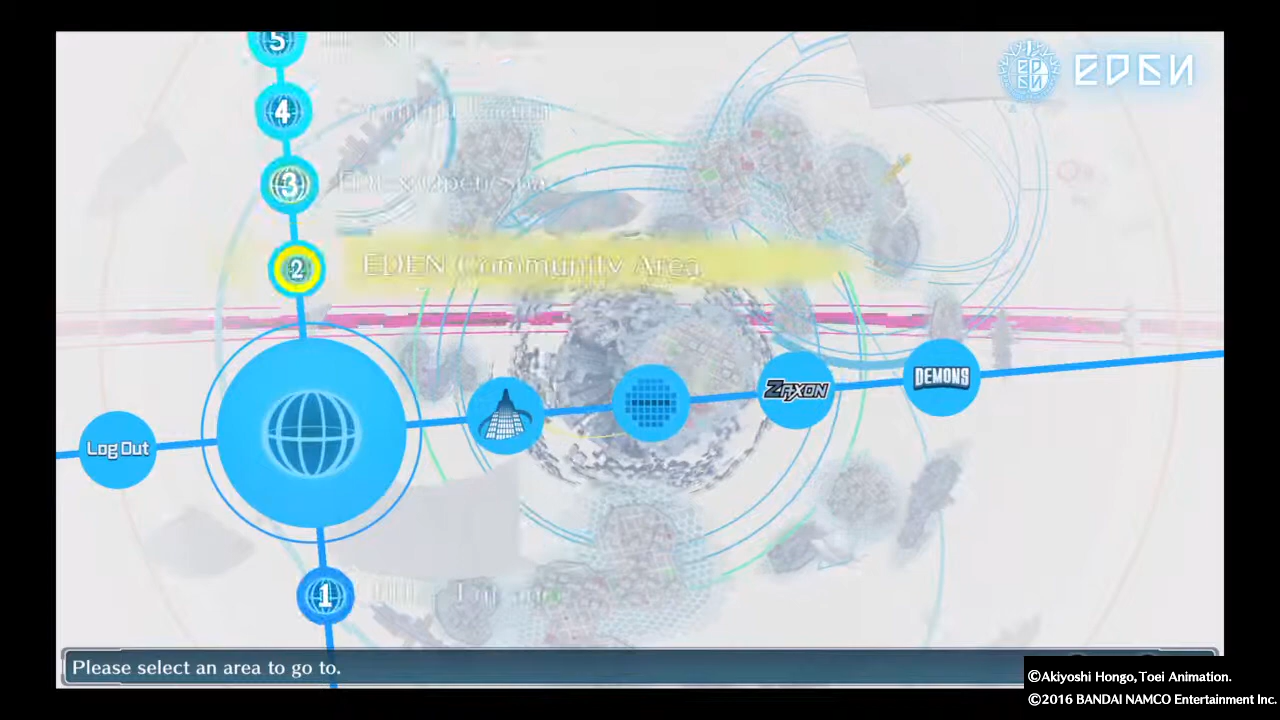 5
EDEN
4
3
2
EDEN Community Area
DEMONS
ZAXON
Log Out
1
Please select an area to go to.
©Akiyoshi Hongo, Toei Animation.
©2016 BANDAI NAMCO Entertainment Inc.